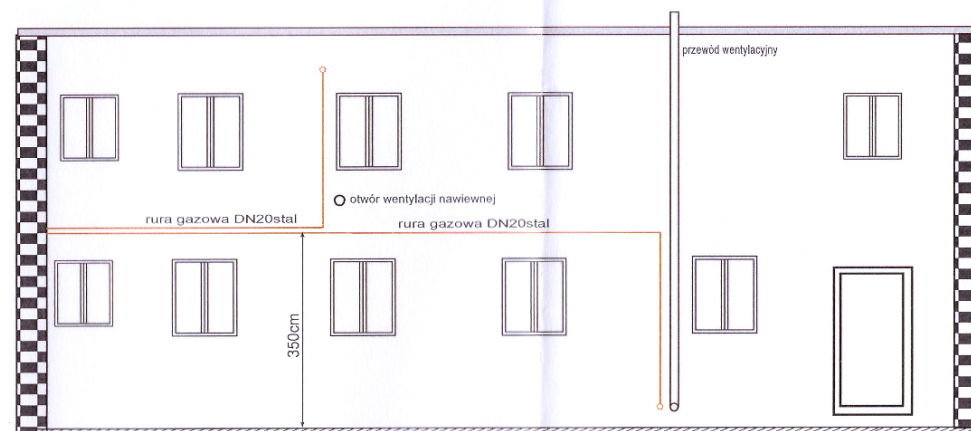 przewód wentylacyjny
otwór wentylacji nawiewnej
rura gazowa DN20stal
rura gazowa DN20stal
350cm